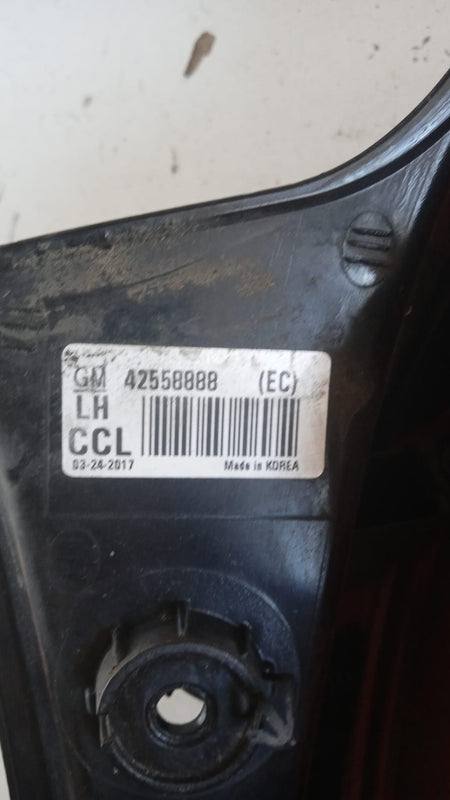 GM 42558888 (EC)
LH
CCL
03-24-2017 Made in KOREA